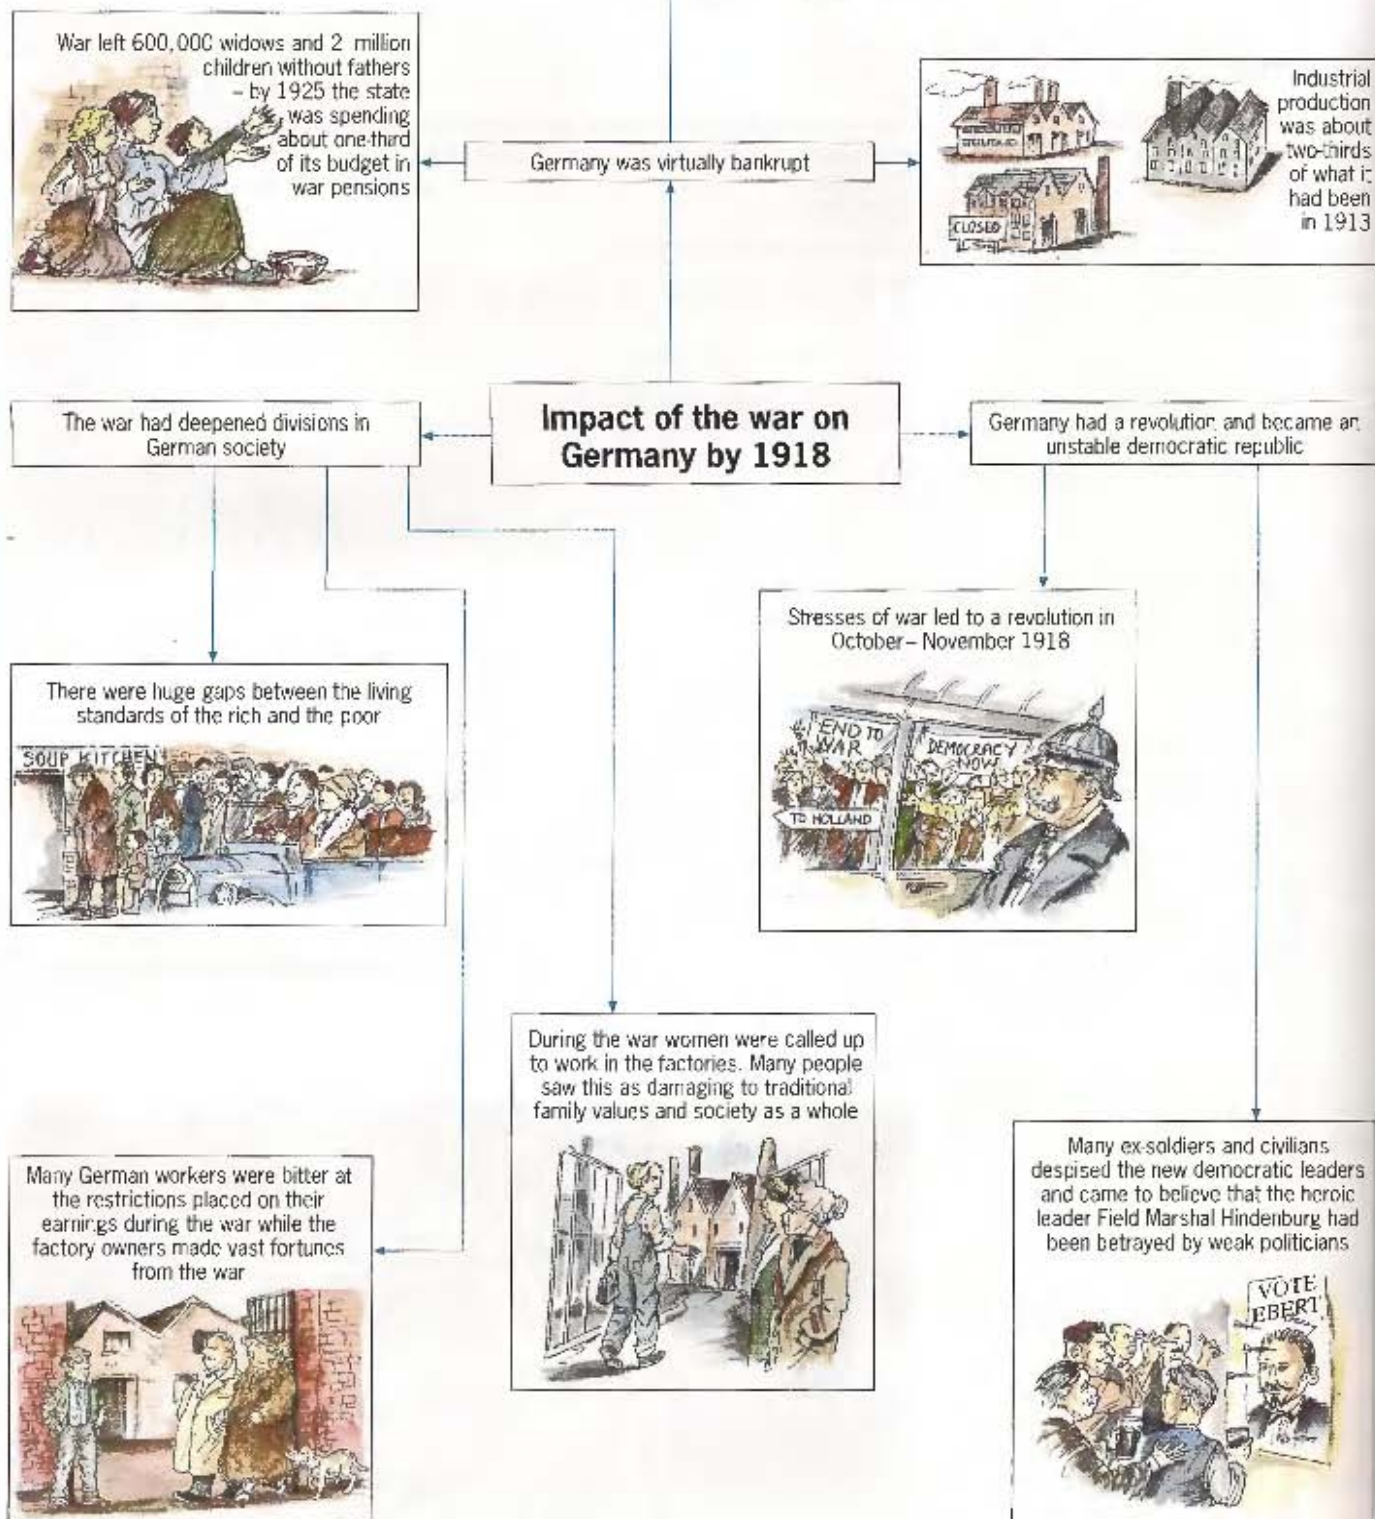 War left 600,000 widows and 2 million
children without fathers
– by 1925 the state
was spending
about one-third
of its budget in
war pensions
Germany was virtually bankrupt
Industrial
production
was about
two-thirds
of what it
had been
in 1913
CLOSED
The war had deepened divisions in
German society
Impact of the war on
Germany by 1918
Germany had a revolution and became an
unstable democratic republic
There were huge gaps between the living
standards of the rich and the poor
SOUP KITCHEN
Stresses of war led to a revolution in
October – November 1918
END TO
WAR
DEMOCRACY
NOW
TO HOLLAND
Many German workers were bitter at
the restrictions placed on their
earnings during the war while the
factory owners made vast fortunes
from the war
During the war women were called up
to work in the factories. Many people
saw this as damaging to traditional
family values and society as a whole
Many ex-soldiers and civilians
despised the new democratic leaders
and came to believe that the heroic
leader Field Marshal Hindenburg had
been betrayed by weak politicians
VOTE
EBERT